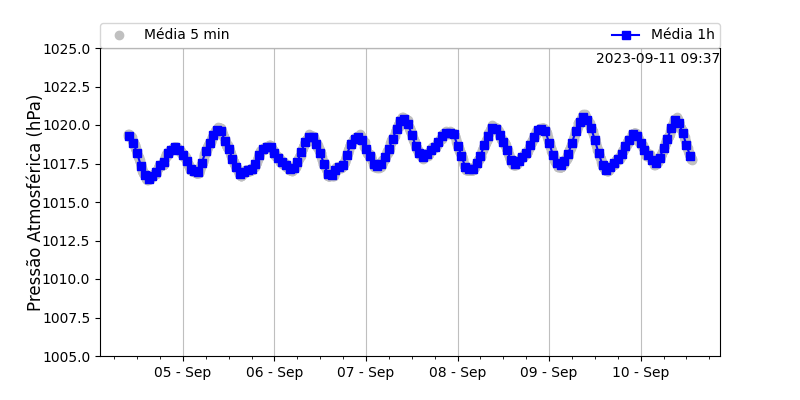 Média 5 min
Média 1h
2023-09-11 09:37
Pressão Atmosférica (hPa)
1025.0
1022.5
1020.0
1017.5
1015.0
1012.5
1010.0
1007.5
1005.0
05 - Sep
06 - Sep
07 - Sep
08 - Sep
09 - Sep
10 - Sep